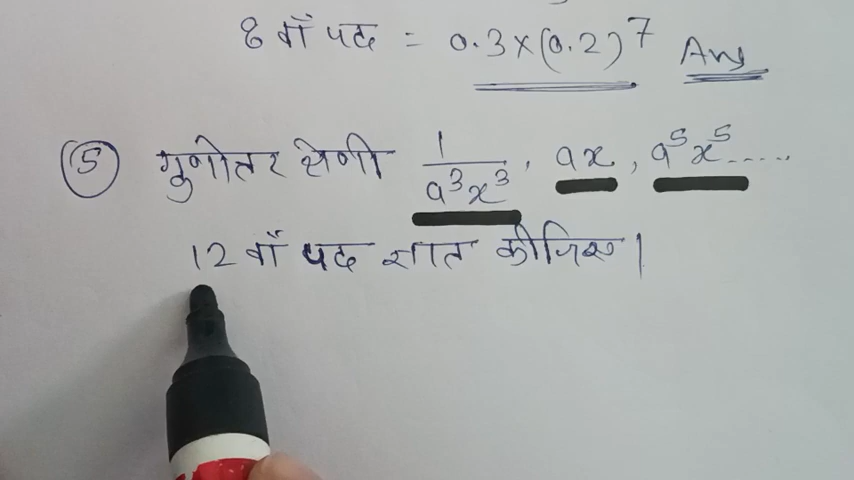 8 वाँ पद = 0.3×(0.2)⁷ Ans
(5) गुणोतर श्रेणी 1/(a³x³), ax, a⁵x⁵.....
12 वाँ पद ज्ञात कीजिए।